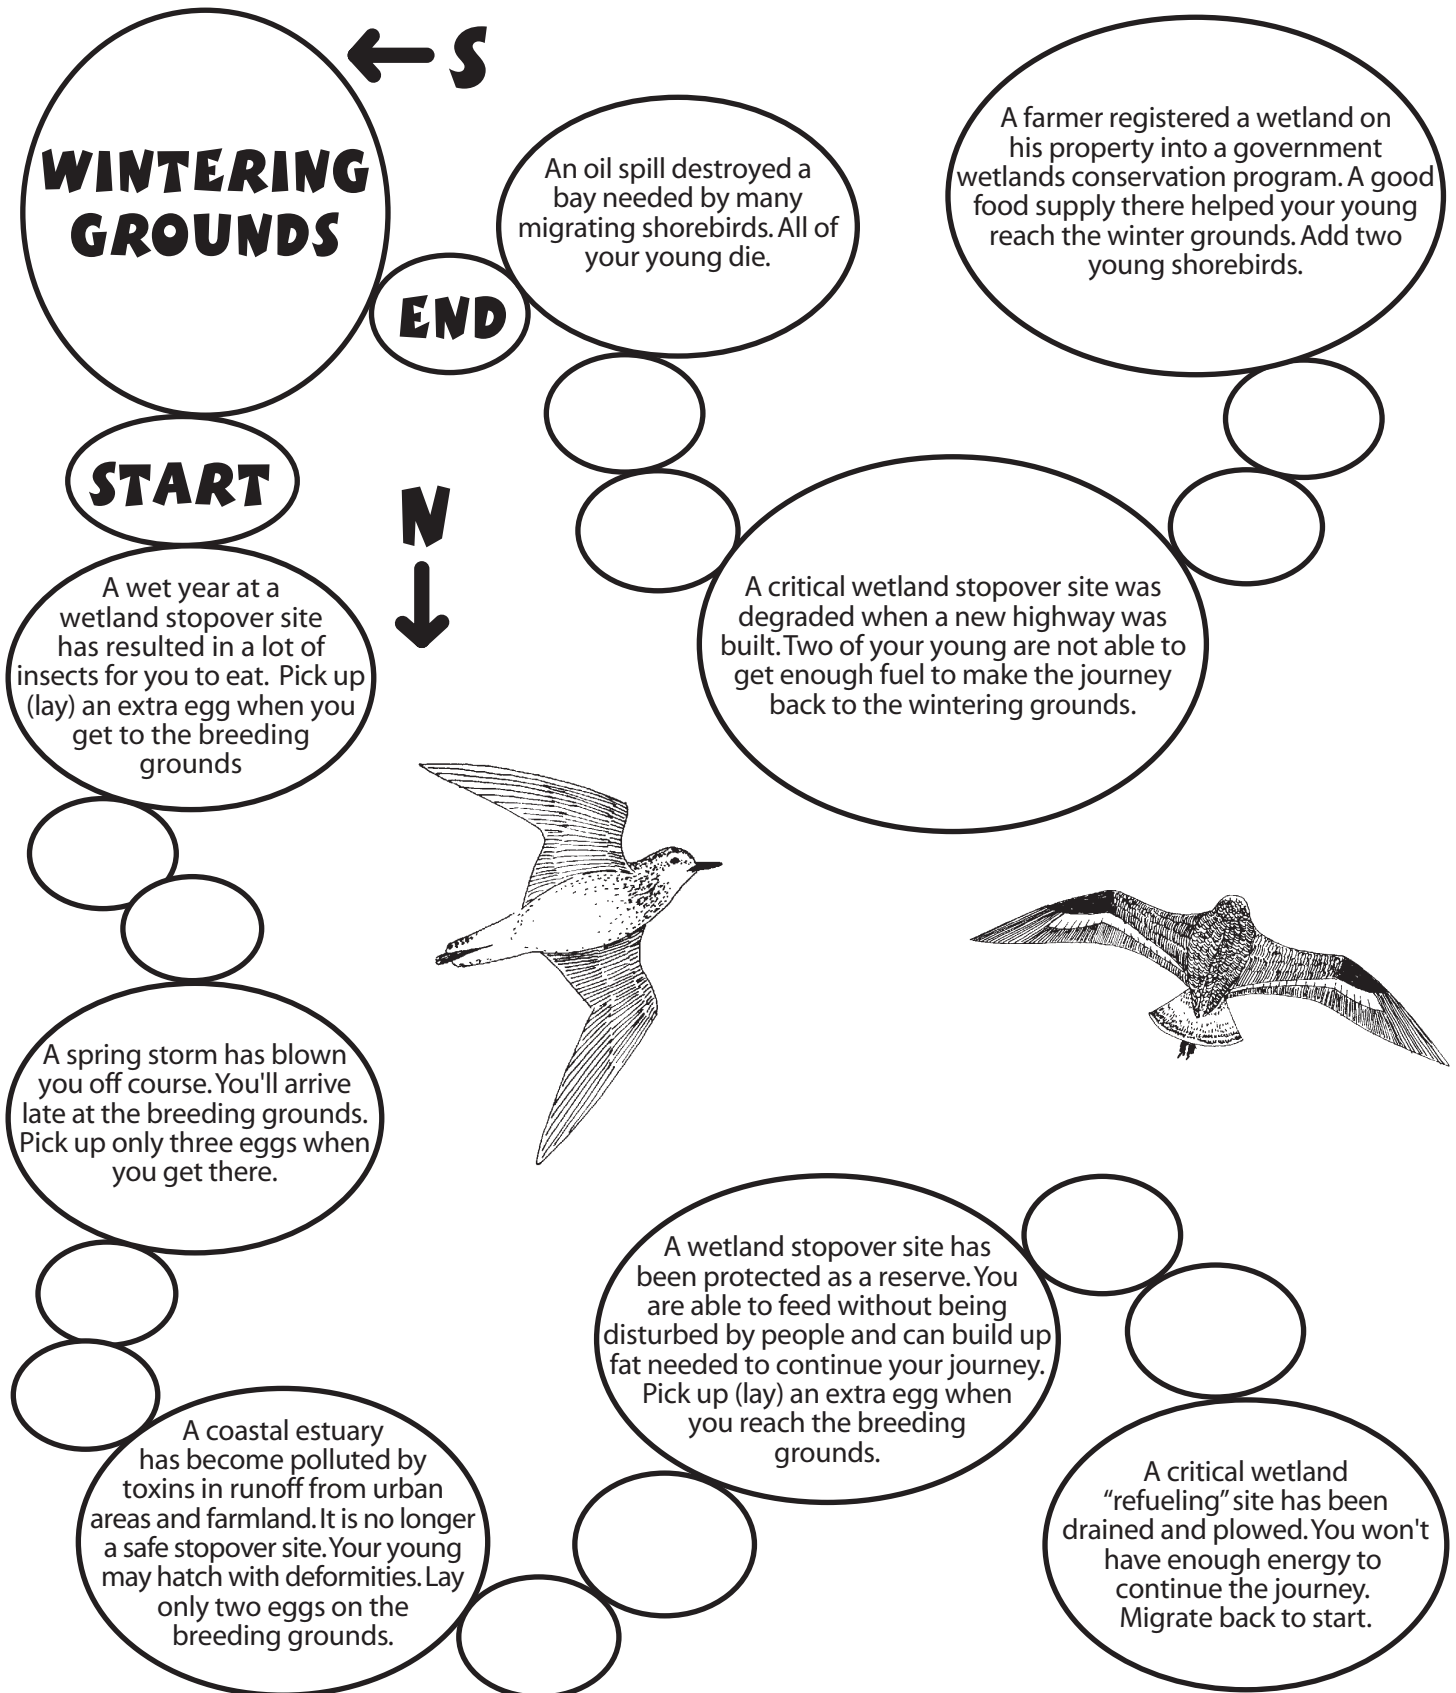 WINTERING
GROUNDS
S
END
An oil spill destroyed a
bay needed by many
migrating shorebirds. All of
your young die.
A farmer registered a wetland on
his property into a government
wetlands conservation program. A good
food supply there helped your young
reach the winter grounds. Add two
young shorebirds.
START
N
A wet year at a
wetland stopover site
has resulted in a lot of
insects for you to eat.  Pick up
(lay) an extra egg when you
get to the breeding
grounds
A critical wetland stopover site was
degraded when a new highway was
built. Two of your young are not able to
get enough fuel to make the journey
back to the wintering grounds.
A spring storm has blown
you off course. You'll arrive
late at the breeding grounds.
Pick up only three eggs when
you get there.
A coastal estuary
has become polluted by
toxins in runoff from urban
areas and farmland. It is no longer
a safe stopover site. Your young
may hatch with deformities. Lay
only two eggs on the
breeding grounds.
A wetland stopover site has
been protected as a reserve. You
are able to feed without being
disturbed by people and can build up
fat needed to continue your journey.
Pick up (lay) an extra egg when
you reach the breeding
grounds.
A critical wetland
“refueling” site has been
drained and plowed. You won't
have enough energy to
continue the journey.
Migrate back to start.